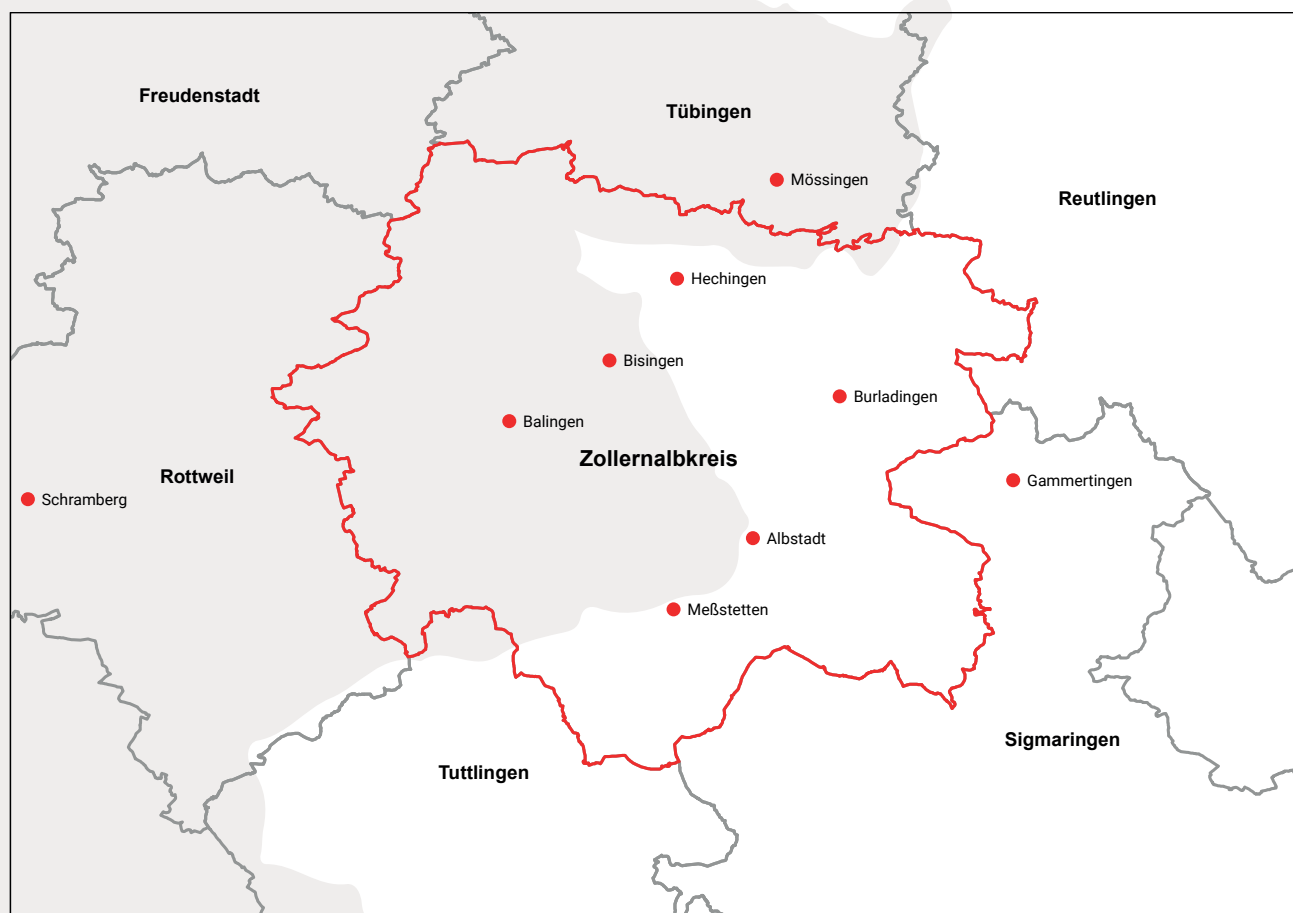 Freudenstadt
Tübingen
Mössingen
Reutlingen
Hechingen
Bisingen
Burladingen
Balingen
Zollernalbkreis
Rottweil
Gammertingen
Schramberg
Albstadt
Meßstetten
Sigmaringen
Tuttlingen